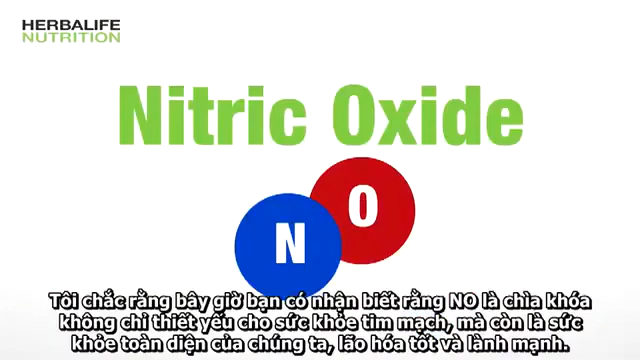 HERBALIFE
NUTRITION
Nitric Oxide
O
N
Tôi chắc rằng bây giờ bạn có nhận biết rằng NO là chìa khóa
không chỉ thiết yếu cho sức khỏe tim mạch, mà còn là sức
khỏe toàn diện của chúng ta, lão hóa tốt và lành mạnh.